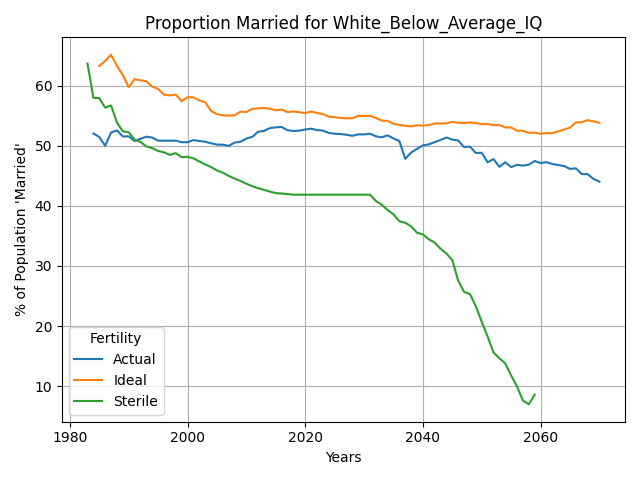 Proportion Married for White_Below_Average_IQ
% of Population 'Married'
60
50
40
30
20
10
Fertility
Actual
Ideal
Sterile
1980 2000 2020 2040 2060
Years